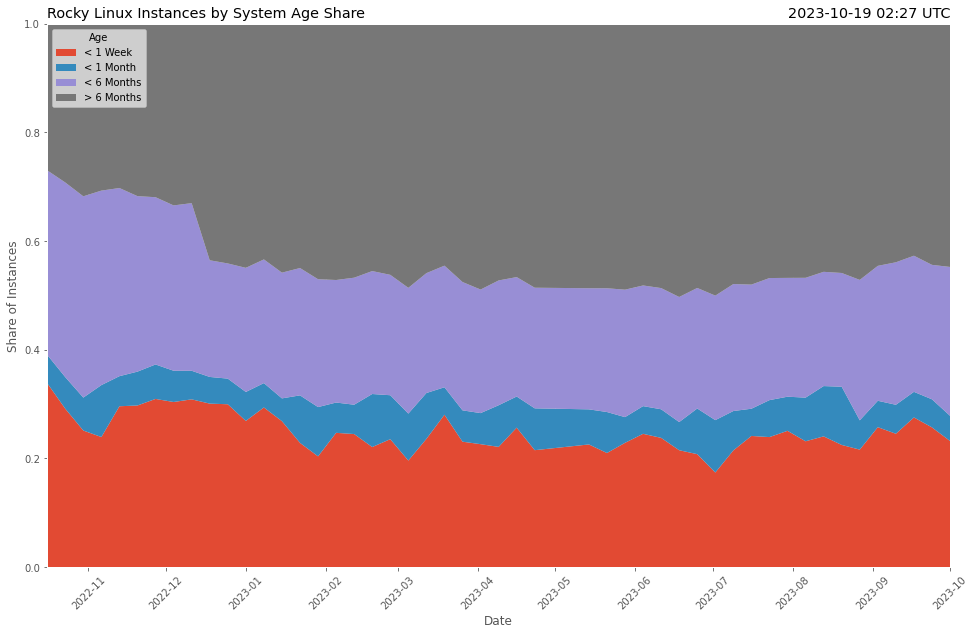 Rocky Linux Instances by System Age Share 2023-10-19 02:27 UTC
Age
< 1 Week
< 1 Month
< 6 Months
> 6 Months
Share of Instances
1.0
0.8
0.6
0.4
0.2
0.0
2022-11 2022-12 2023-01 2023-02 2023-03 2023-04 2023-05 2023-06 2023-07 2023-08 2023-09 2023-10
Date